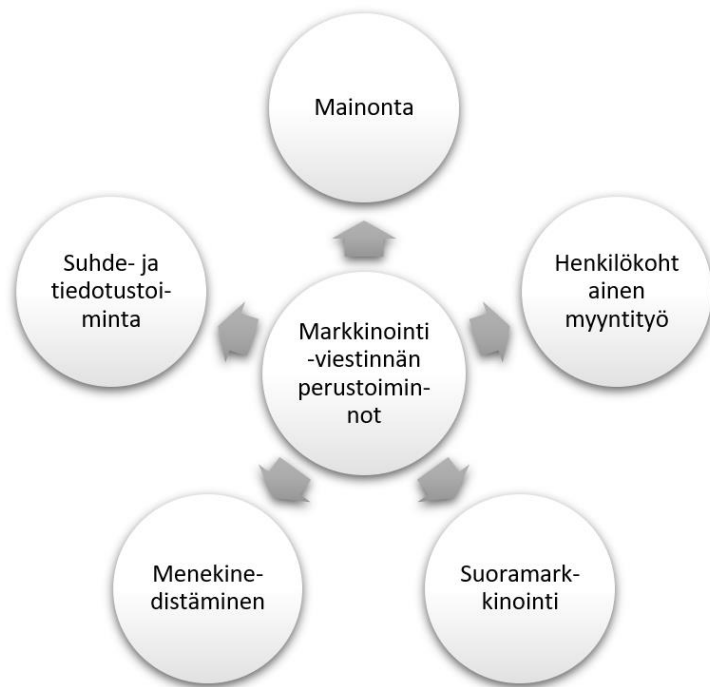 Mainonta
Henkilökoht
ainen
myyntityö
Suoramark-
kinointi
Menekine-
distäminen
Suhde- ja
tiedotustoi-
minta
Markkinointi
-viestinnän
perustoimin-
not